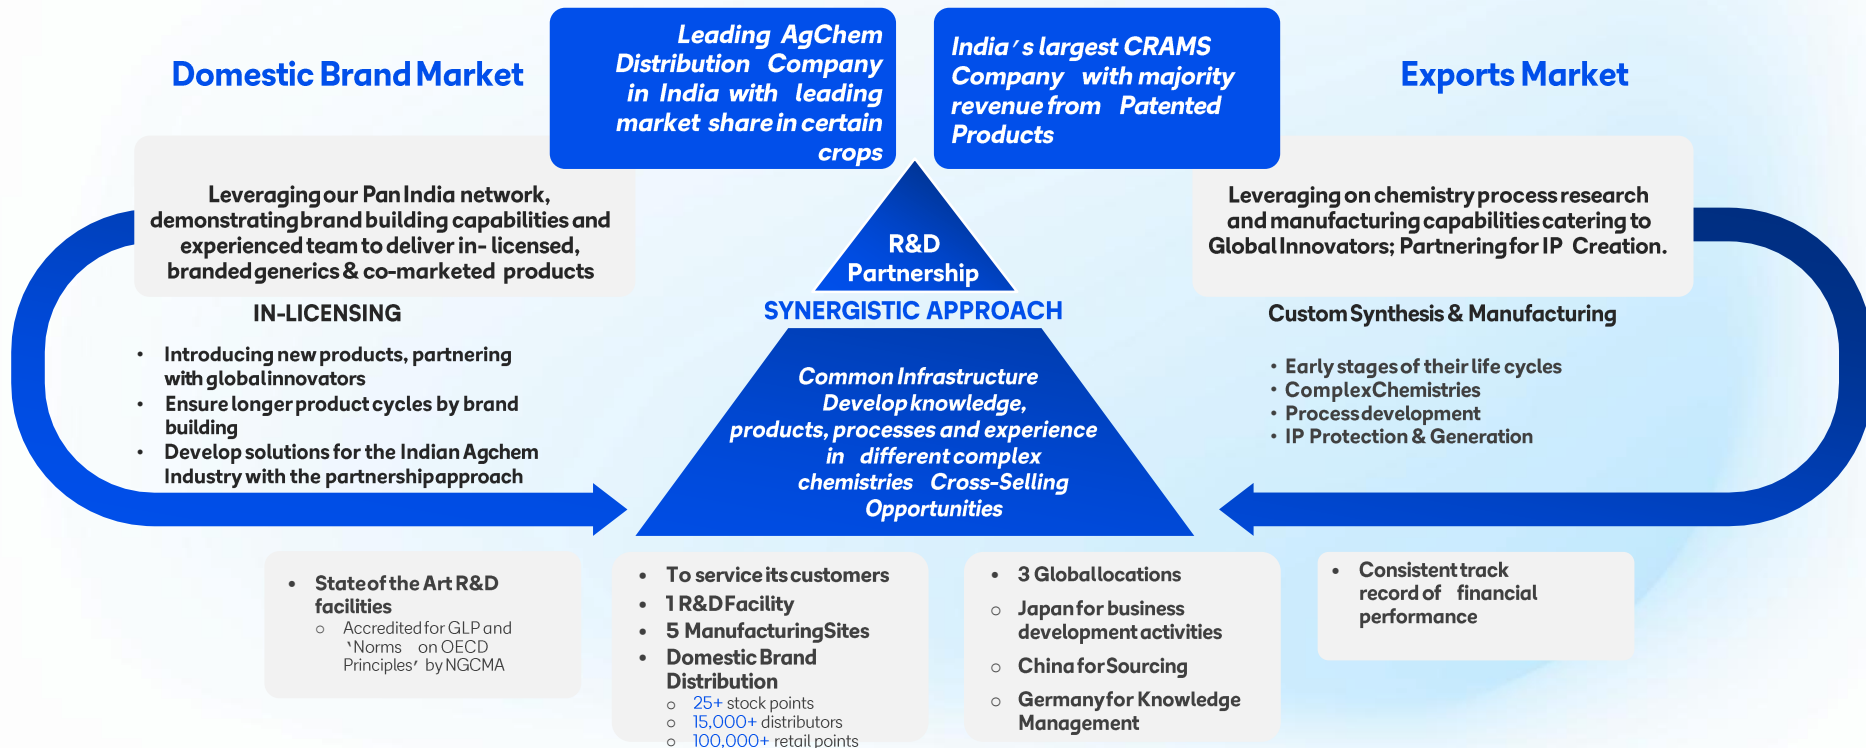 Domestic Brand Market
Leading AgChem
Distribution Company
in India with leading
market share in certain
crops
India's largest CRAMS
Company with majority
revenue from Patented
Products
Exports Market
Leveraging our Pan India network,
demonstrating brand building capabilities and
experienced team to deliver in- licensed,
branded generics & co-marketed products
R&D
Partnership
Leveraging on chemistry process research
and manufacturing capabilities catering to
Global Innovators; Partnering for IP Creation.
SYNERGISTIC APPROACH
IN-LICENSING
• Introducing new products, partnering
with global innovators
• Ensure longer product cycles by brand
building
• Develop solutions for the Indian Agchem
Industry with the partnership approach
Common Infrastructure
Develop knowledge,
products, processes and experience
in different complex
chemistries Cross-Selling
Opportunities
Custom Synthesis & Manufacturing
• Early stages of their life cycles
• Complex Chemistries
• Process development
• IP Protection & Generation
• State of the Art R&D
facilities
○ Accredited for GLP and
‵Norms on OECD
Principles′ by NGCMA
• To service its customers
• 1 R&D Facility
• 5 Manufacturing Sites
• Domestic Brand
Distribution
○ 25+ stock points
○ 15,000+ distributors
○ 100,000+ retail points
• 3 Global locations
○ Japan for business
development activities
○ China for Sourcing
○ Germany for Knowledge
Management
• Consistent track
record of financial
performance